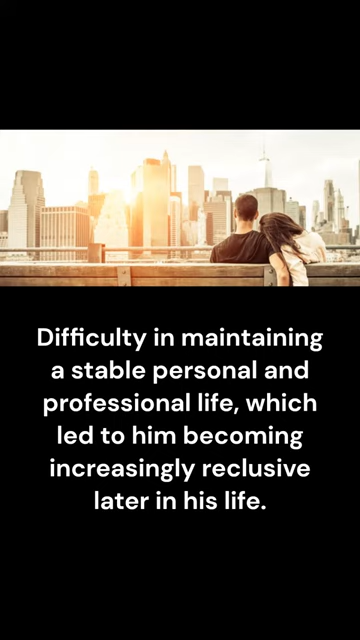 Difficulty in maintaining
a stable personal and
professional life, which
led to him becoming
increasingly reclusive
later in his life.